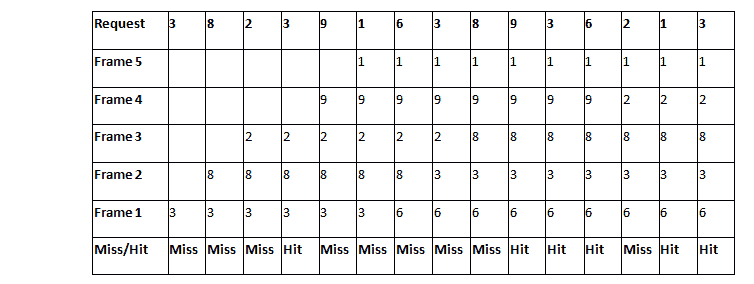 Request 3 8 2 3 9 1 6 3 8 9 3 6 2 1 3
Frame 5 1 1 1 1 1 1 1 1 1 1
Frame 4 9 9 9 9 9 9 9 9 2 2 2
Frame 3 2 2 2 2 2 2 8 8 8 8 8 8 8
Frame 2 8 8 8 8 8 8 3 3 3 3 3 3 3 3
Frame 1 3 3 3 3 3 3 6 6 6 6 6 6 6 6 6
Miss/Hit Miss Miss Miss Hit Miss Miss Miss Miss Miss Hit Hit Hit Miss Hit Hit